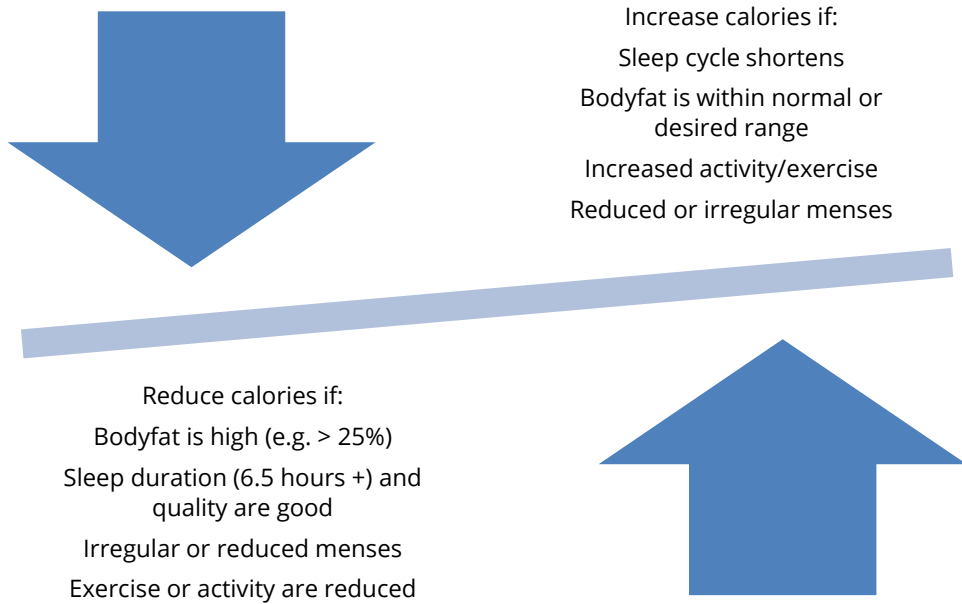 Increase calories if:
Sleep cycle shortens
Bodyfat is within normal or
desired range
Increased activity/exercise
Reduced or irregular menses
Reduce calories if:
Bodyfat is high (e.g. > 25%)
Sleep duration (6.5 hours +) and
quality are good
Irregular or reduced menses
Exercise or activity are reduced